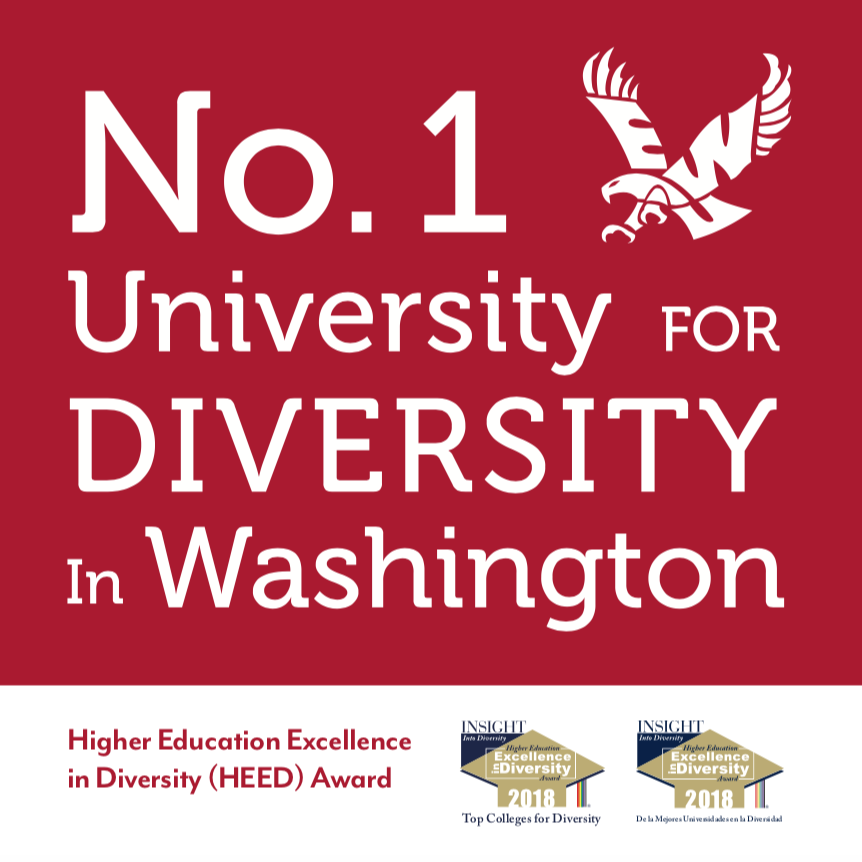 No. 1
EWU
University FOR
DIVERSITY
In Washington
Higher Education Excellence
in Diversity (HEED) Award
INSIGHT
Into Diversity
Higher Education
Excellence
in Diversity
Award
2018
Top Colleges for Diversity
INSIGHT
Into Diversity
Higher Education
Excellence
in Diversity
Award
2018
De la Mejores Universidades en la Diversidad